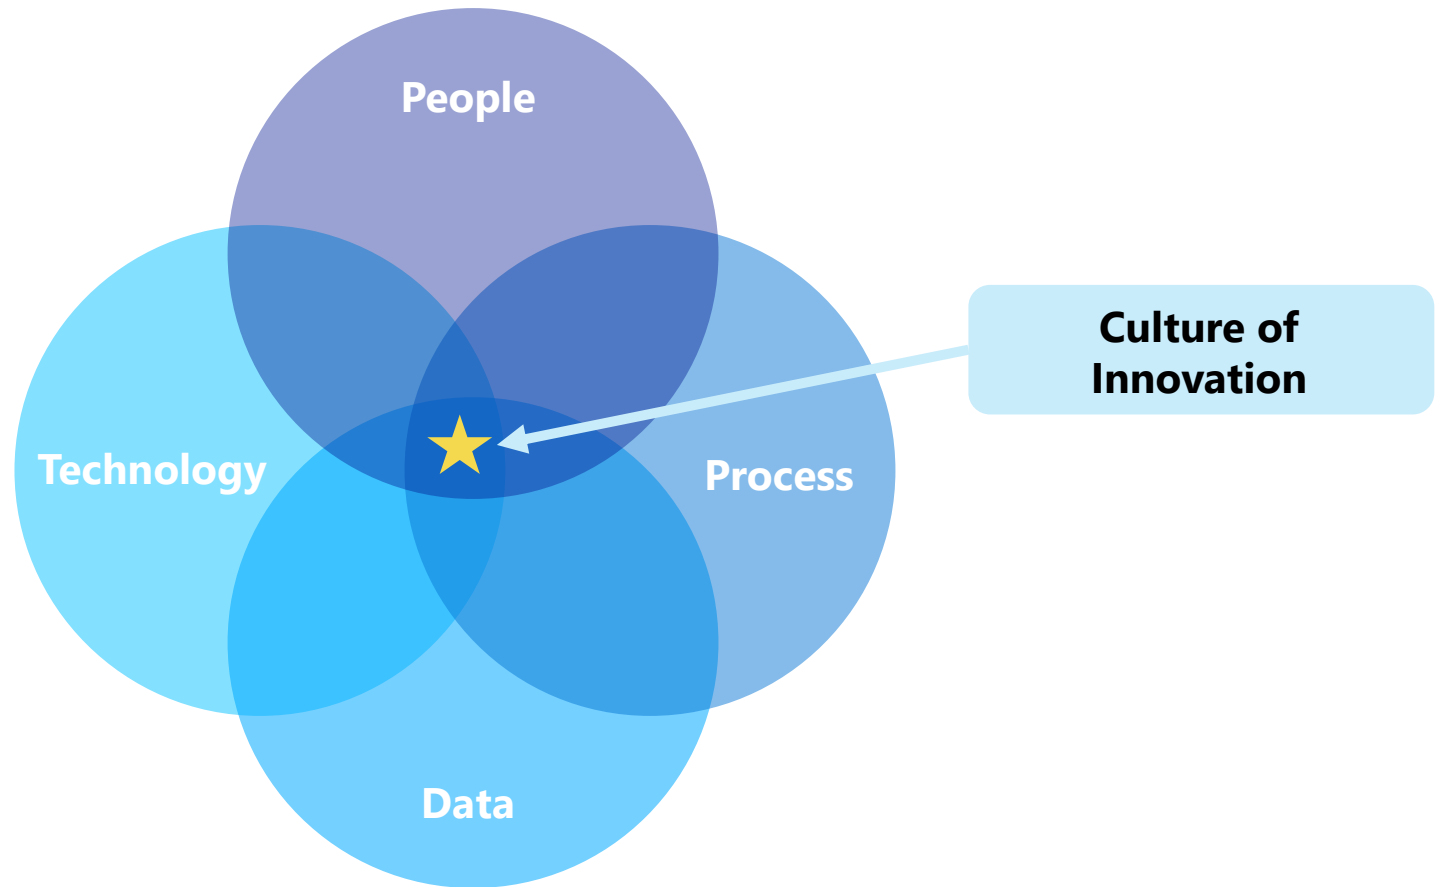 People
Culture of
Innovation
Technology
Process
Data